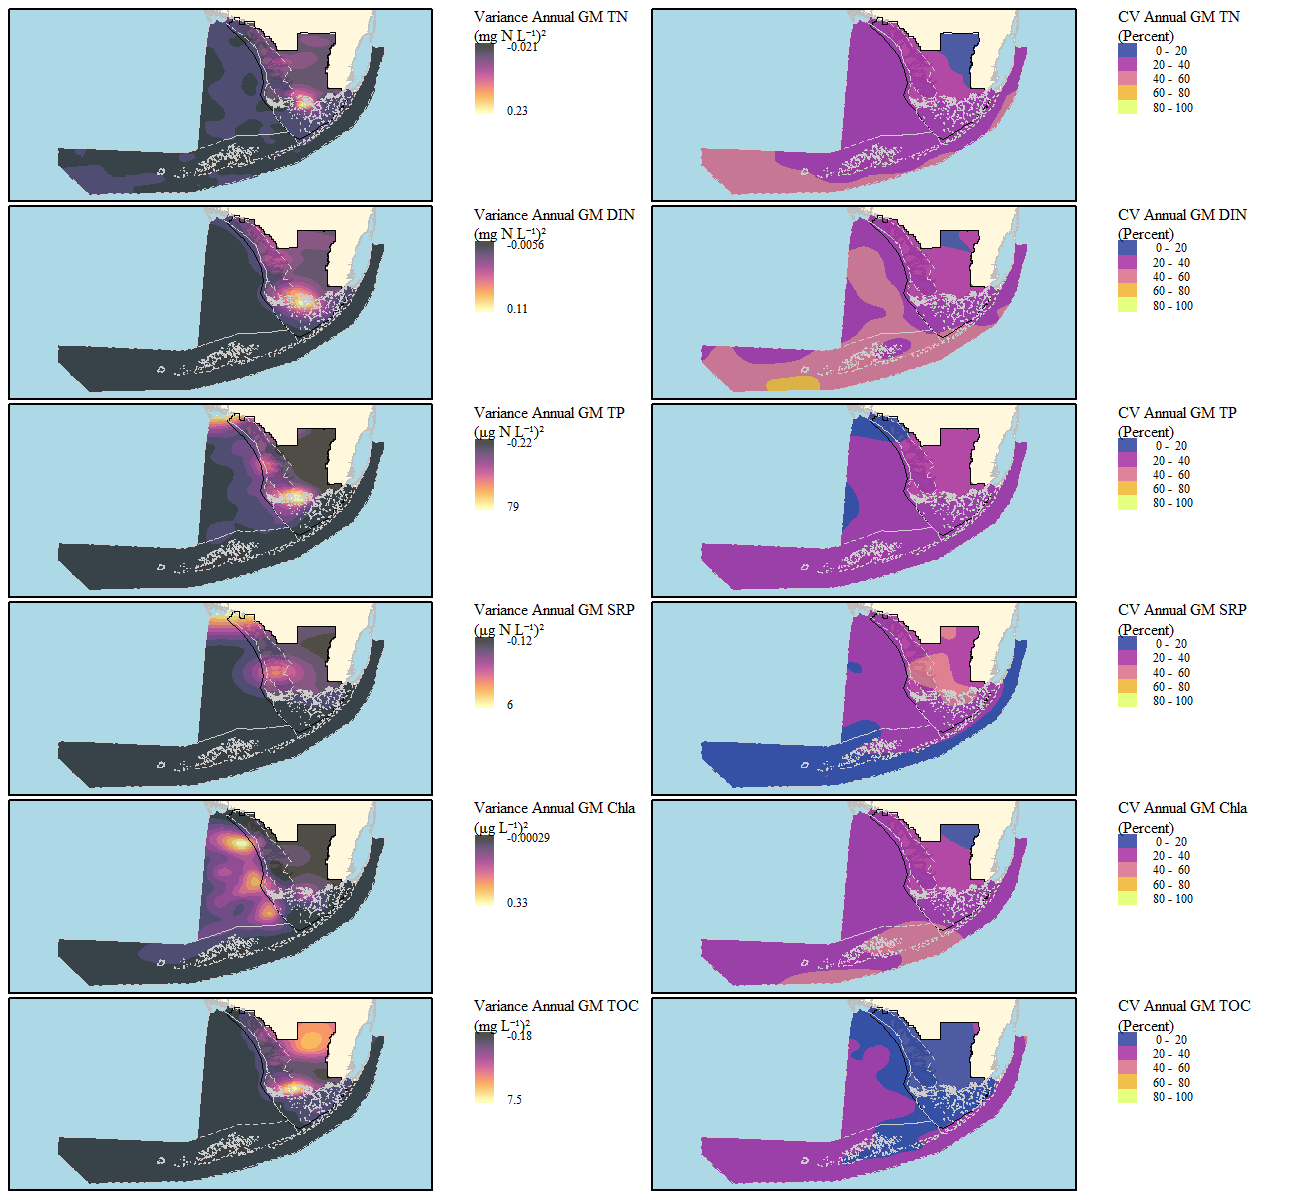 Variance Annual GM TN
(mg N L⁻¹)²
-0.021
0.23
CV Annual GM TN
(Percent)
0 - 20
20 - 40
40 - 60
60 - 80
80 - 100
Variance Annual GM DIN
(mg N L⁻¹)²
-0.0056
0.11
CV Annual GM DIN
(Percent)
0 - 20
20 - 40
40 - 60
60 - 80
80 - 100
Variance Annual GM TP
(µg N L⁻¹)²
-0.22
79
CV Annual GM TP
(Percent)
0 - 20
20 - 40
40 - 60
60 - 80
80 - 100
Variance Annual GM SRP
(µg N L⁻¹)²
-0.12
6
CV Annual GM SRP
(Percent)
0 - 20
20 - 40
40 - 60
60 - 80
80 - 100
Variance Annual GM Chla
(µg L⁻¹)²
-0.00029
0.33
CV Annual GM Chla
(Percent)
0 - 20
20 - 40
40 - 60
60 - 80
80 - 100
Variance Annual GM TOC
(mg L⁻¹)²
-0.18
7.5
CV Annual GM TOC
(Percent)
0 - 20
20 - 40
40 - 60
60 - 80
80 - 100